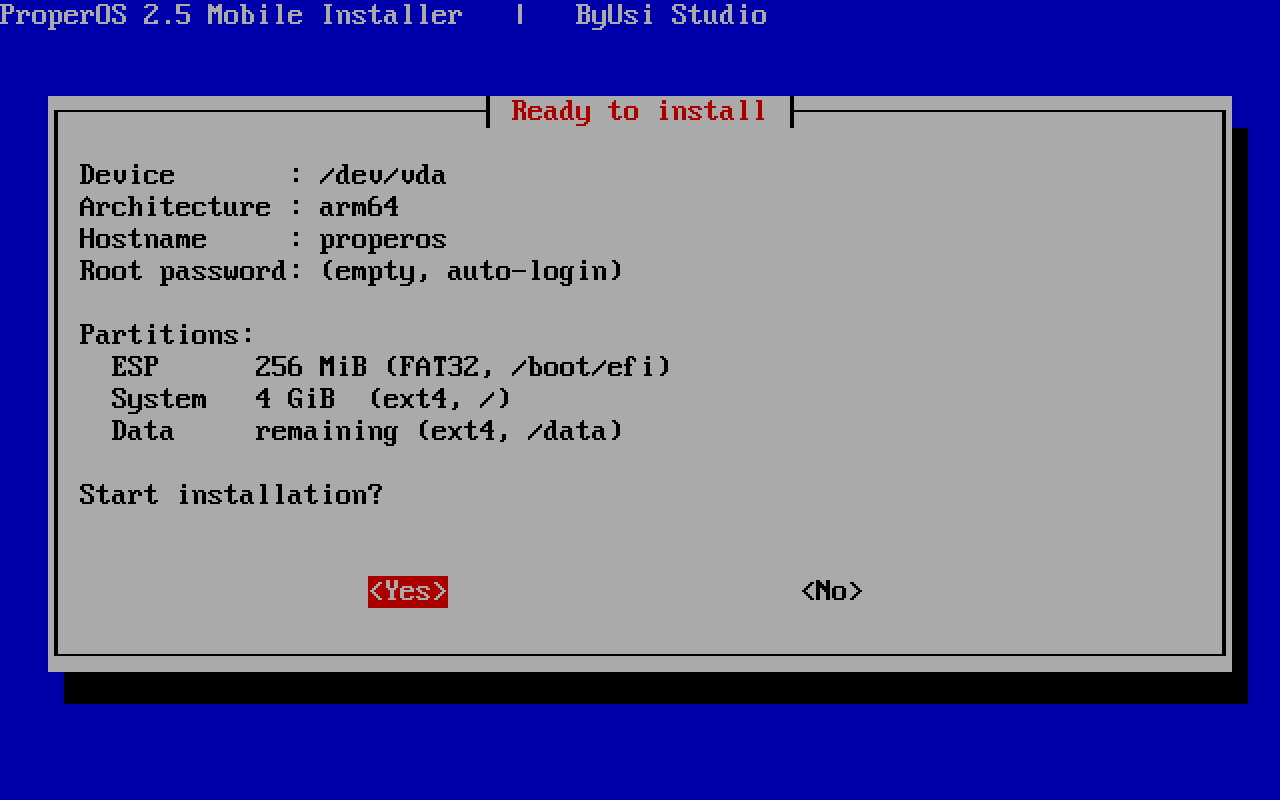 ProperOS 2.5 Mobile Installer | ByUsi Studio
Ready to install
Device : /dev/vda
Architecture : arm64
Hostname : properos
Root password: (empty, auto-login)
Partitions:
ESP 256 MiB (FAT32, /boot/efi)
System 4 GiB (ext4, /)
Data remaining (ext4, /data)
Start installation?
<Yes> <No>